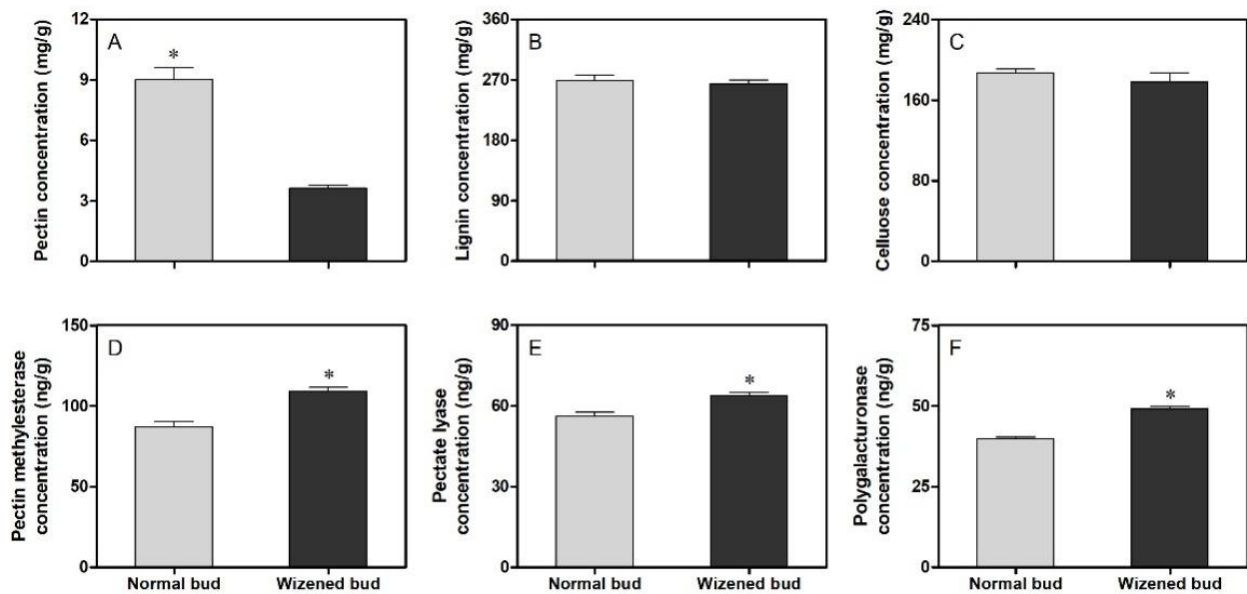 A
Pectin concentration (mg/g)
12
9
6
3
0
*
B
Lignin concentration (mg/g)
360
270
180
90
0
C
Celluose concentration (mg/g)
240
160
80
0
D
Pectin methylesterase
concentration (ng/g)
150
100
50
0
*
Normal bud Wizened bud
E
Pectate lyase
concentration (ng/g)
90
60
30
0
*
Normal bud Wizened bud
F
Polygalacturonase
concentration (ng/g)
75
50
25
0
*
Normal bud Wizened bud